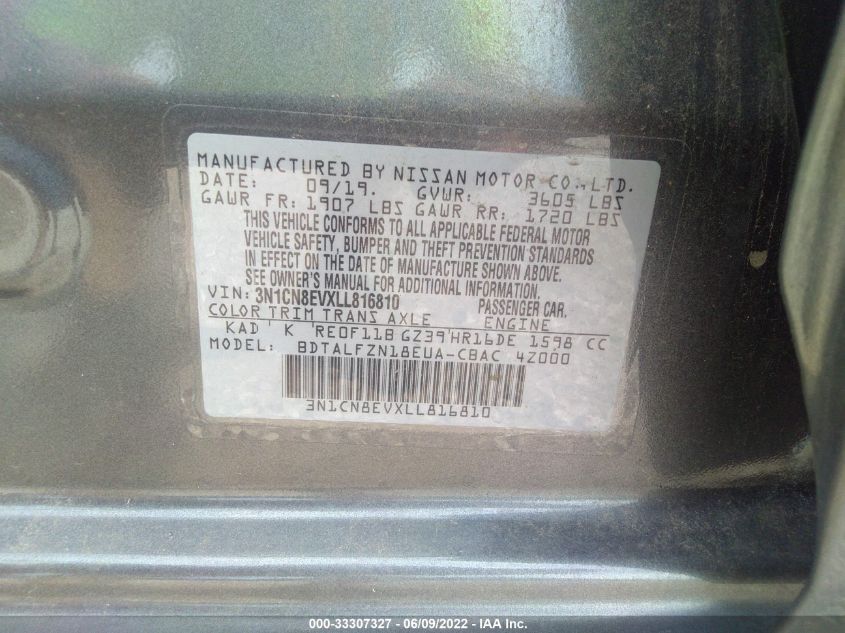 MANUFACTURED BY NISSAN MOTOR CO., LTD.
DATE: 09/19. GVWR: 3605 LBS
GAWR FR: 1907 LBS GAWR RR: 1720 LBS
THIS VEHICLE CONFORMS TO ALL APPLICABLE FEDERAL MOTOR
VEHICLE SAFETY, BUMPER AND THEFT PREVENTION STANDARDS
IN EFFECT ON THE DATE OF MANUFACTURE SHOWN ABOVE.
SEE OWNER'S MANUAL FOR ADDITIONAL INFORMATION.
VIN: 3N1CN8EVXLL816810 PASSENGER CAR.
COLOR TRIM TRANS AXLE ENGINE
KAD ' K 'RE0F11B GZ39'HR16DE 1598 CC
MODEL: BDTALFZN18EUA-CBAC 4Z000
3N1CN8EVXLL816810
000-33307327 - 06/09/2022 - IAA Inc.